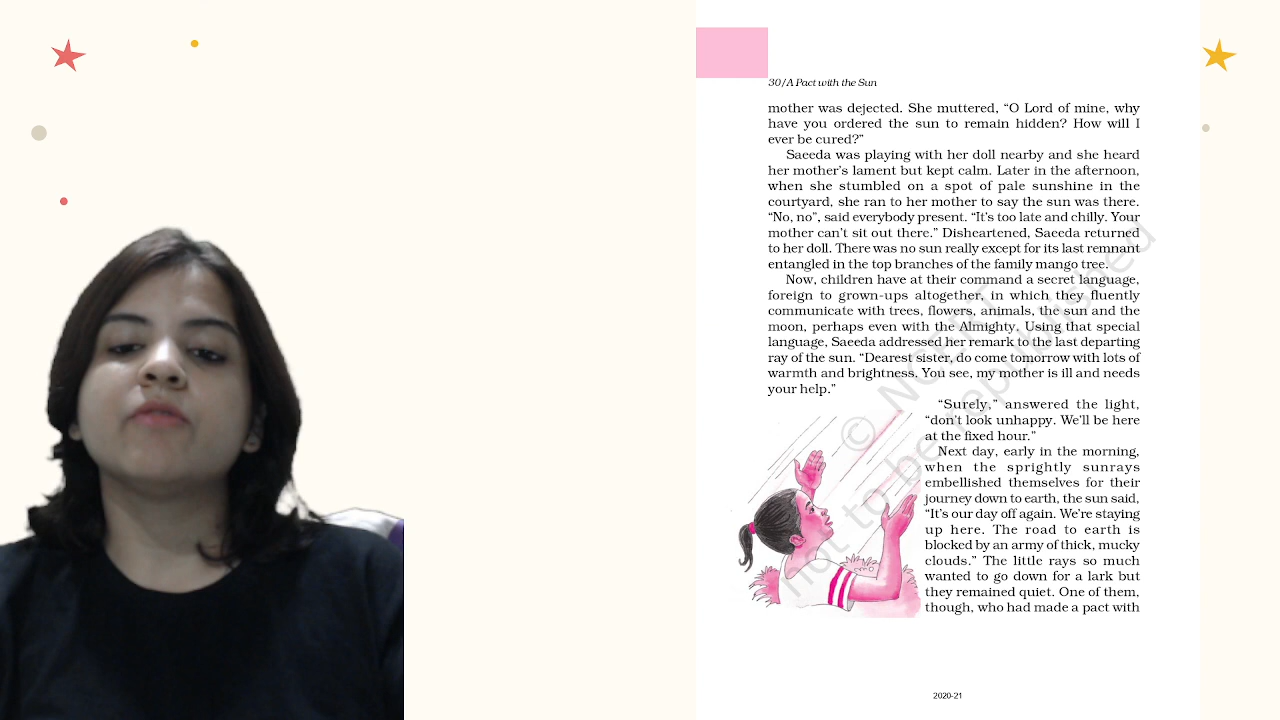 30/A Pact with the Sun
mother was dejected. She muttered, “O Lord of mine, why
have you ordered the sun to remain hidden? How will I
ever be cured?”
Saeeda was playing with her doll nearby and she heard
her mother’s lament but kept calm. Later in the afternoon,
when she stumbled on a spot of pale sunshine in the
courtyard, she ran to her mother to say the sun was there.
“No, no”, said everybody present. “It’s too late and chilly. Your
mother can’t sit out there.” Disheartened, Saeeda returned
to her doll. There was no sun really except for its last remnant
entangled in the top branches of the family mango tree.
Now, children have at their command a secret language,
foreign to grown-ups altogether, in which they fluently
communicate with trees, flowers, animals, the sun and the
moon, perhaps even with the Almighty. Using that special
language, Saeeda addressed her remark to the last departing
ray of the sun. “Dearest sister, do come tomorrow with lots of
warmth and brightness. You see, my mother is ill and needs
your help.”
“Surely,” answered the light,
“don’t look unhappy. We’ll be here
at the fixed hour.”
Next day, early in the morning,
when the sprightly sunrays
embellished themselves for their
journey down to earth, the sun said,
“It’s our day off again. We’re staying
up here. The road to earth is
blocked by an army of thick, mucky
clouds.” The little rays so much
wanted to go down for a lark but
they remained quiet. One of them,
though, who had made a pact with
© NCERT
not to be republished
2020-21